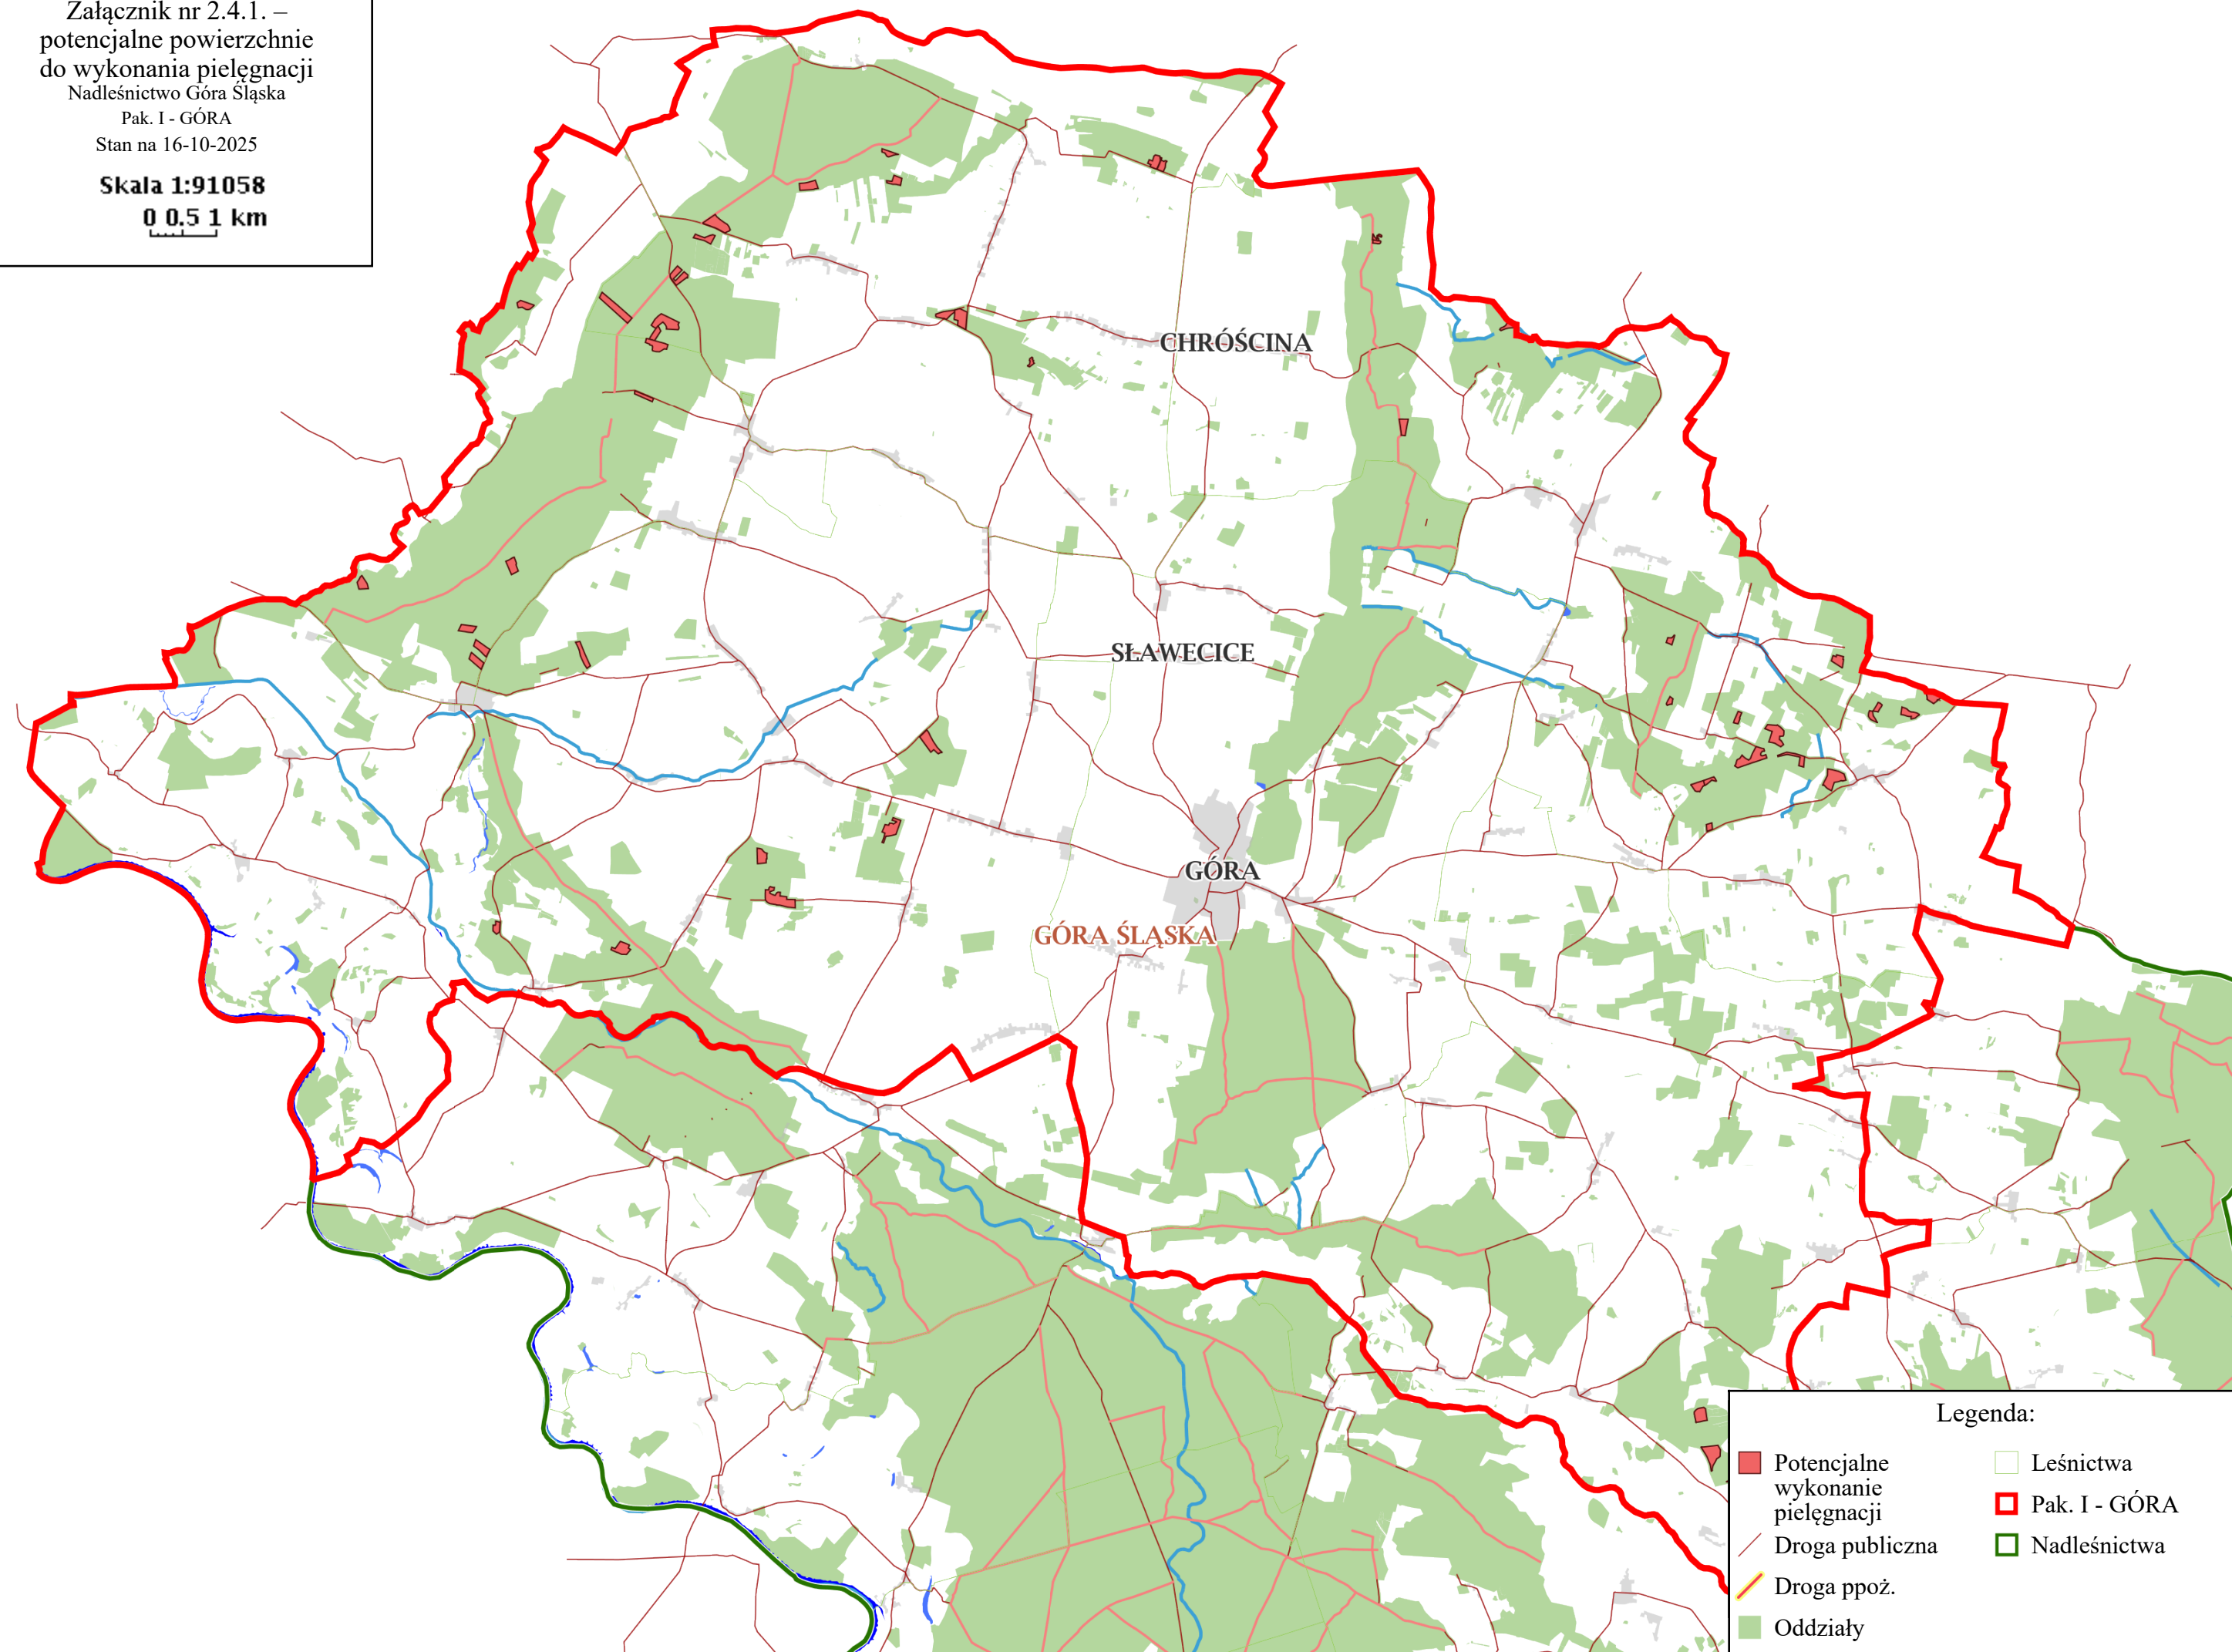 Załącznik nr 2.4.1. –
potencjalne powierzchnie
do wykonania pielęgnacji
Nadleśnictwo Góra Śląska
Pak. I - GÓRA
Stan na 16-10-2025
Skala 1:91058
0 0.5 1 km
CHRÓŚCINA
SŁAWECICE
GÓRA
GÓRA ŚLĄSKA
Legenda:
Potencjalne
wykonanie
pielęgnacji
Droga publiczna
Droga ppoż.
Oddziały
Leśnictwa
Pak. I - GÓRA
Nadleśnictwa